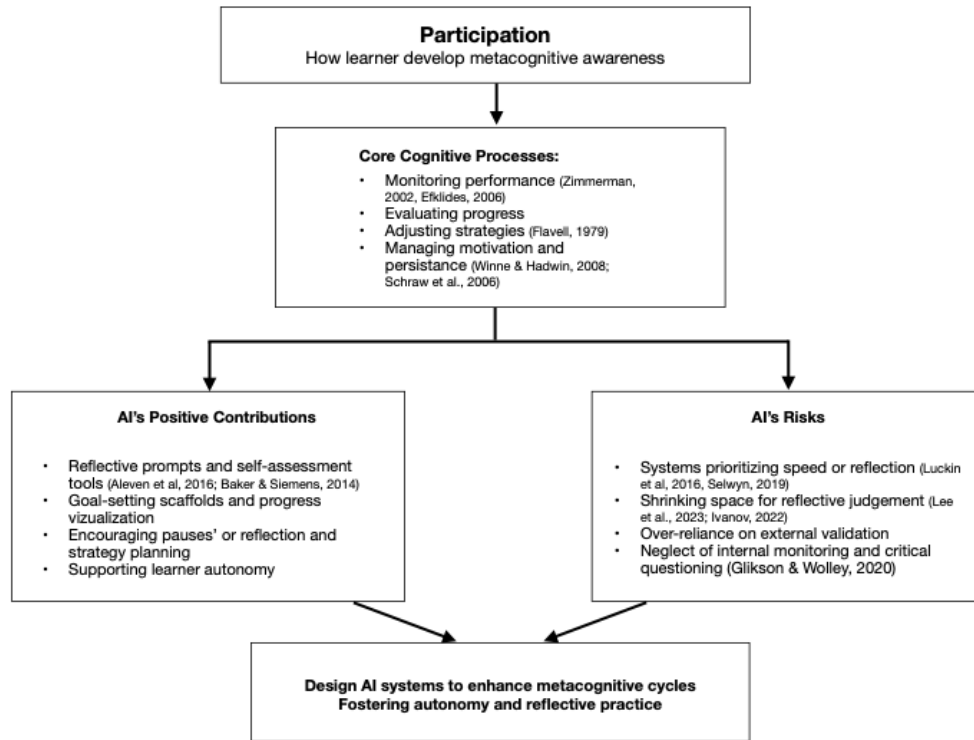 Participation
How learner develop metacognitive awareness
Core Cognitive Processes:
• Monitoring performance (Zimmerman,
2002, Efklides, 2006)
• Evaluating progress
• Adjusting strategies (Flavell, 1979)
• Managing motivation and
persistance (Winne & Hadwin, 2008;
Schraw et al., 2006)
AI's Positive Contributions
• Reflective prompts and self-assessment
tools (Aleven et al, 2016; Baker & Siemens, 2014)
• Goal-setting scaffolds and progress
vizualization
• Encouraging pauses' or reflection and
strategy planning
• Supporting learner autonomy
AI's Risks
• Systems prioritizing speed or reflection (Luckin
et al, 2016, Selwyn, 2019)
• Shrinking space for reflective judgement (Lee
et al., 2023; Ivanov, 2022)
• Over-reliance on external validation
• Neglect of internal monitoring and critical
questioning (Glikson & Wolley, 2020)
Design AI systems to enhance metacognitive cycles
Fostering autonomy and reflective practice